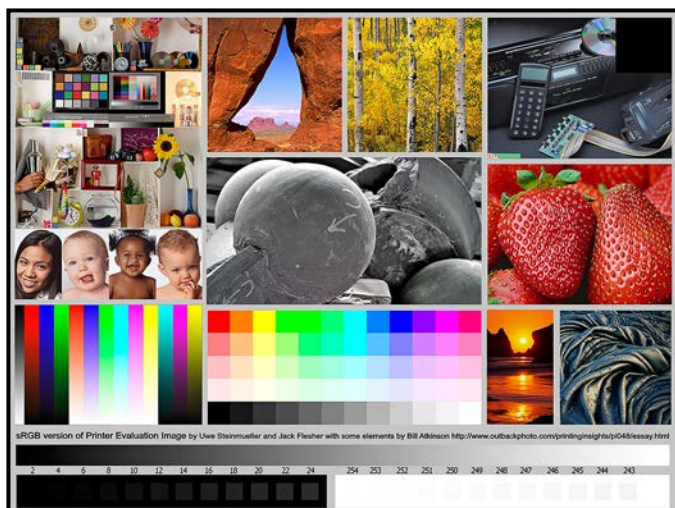 sRGB version of Printer Evaluation Image by Uwe Steinmueller and Jack Flesher with some elements by Bill Atkinson http://www.outbackphoto.com/printinginsights/pi048/essay.html
2 4 6 8 10 12 14 16 18 20 22 24 254 253 252 251 250 249 248 247 246 245 244 243